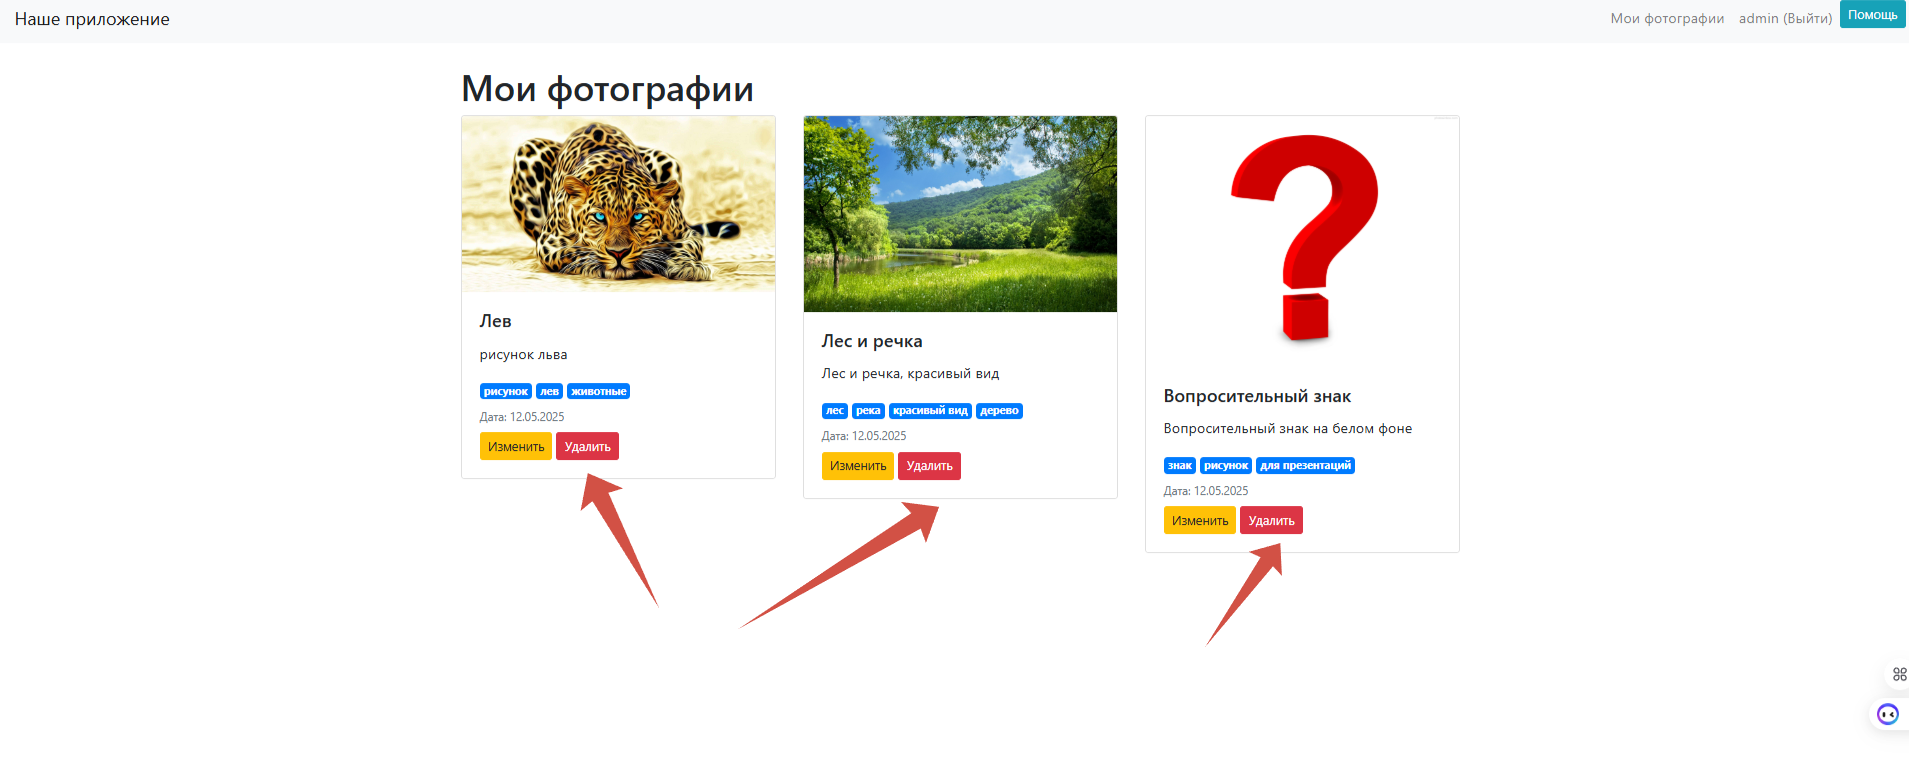 Наше приложение
Мои фотографии admin (Выйти) Помощь
Мои фотографии
Лев
рисунок льва
рисунок лев животные
Дата: 12.05.2025
Изменить Удалить
Лес и речка
Лес и речка, красивый вид
лес река красивый вид дерево
Дата: 12.05.2025
Изменить Удалить
Вопросительный знак
Вопросительный знак на белом фоне
знак рисунок для презентаций
Дата: 12.05.2025
Изменить Удалить